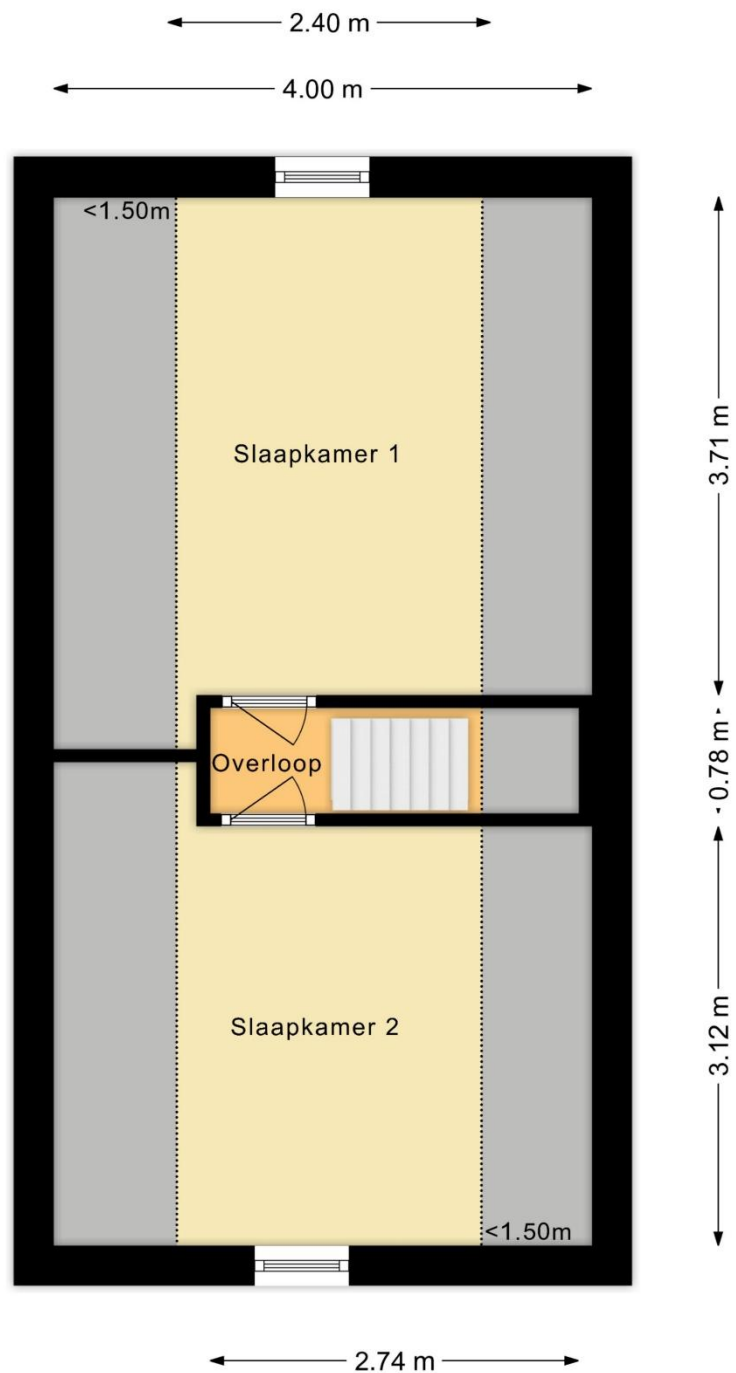 2.40 m
4.00 m
<1.50m
3.71 m
Slaapkamer 1
0.78 m
Overloop
3.12 m
Slaapkamer 2
<1.50m
2.74 m